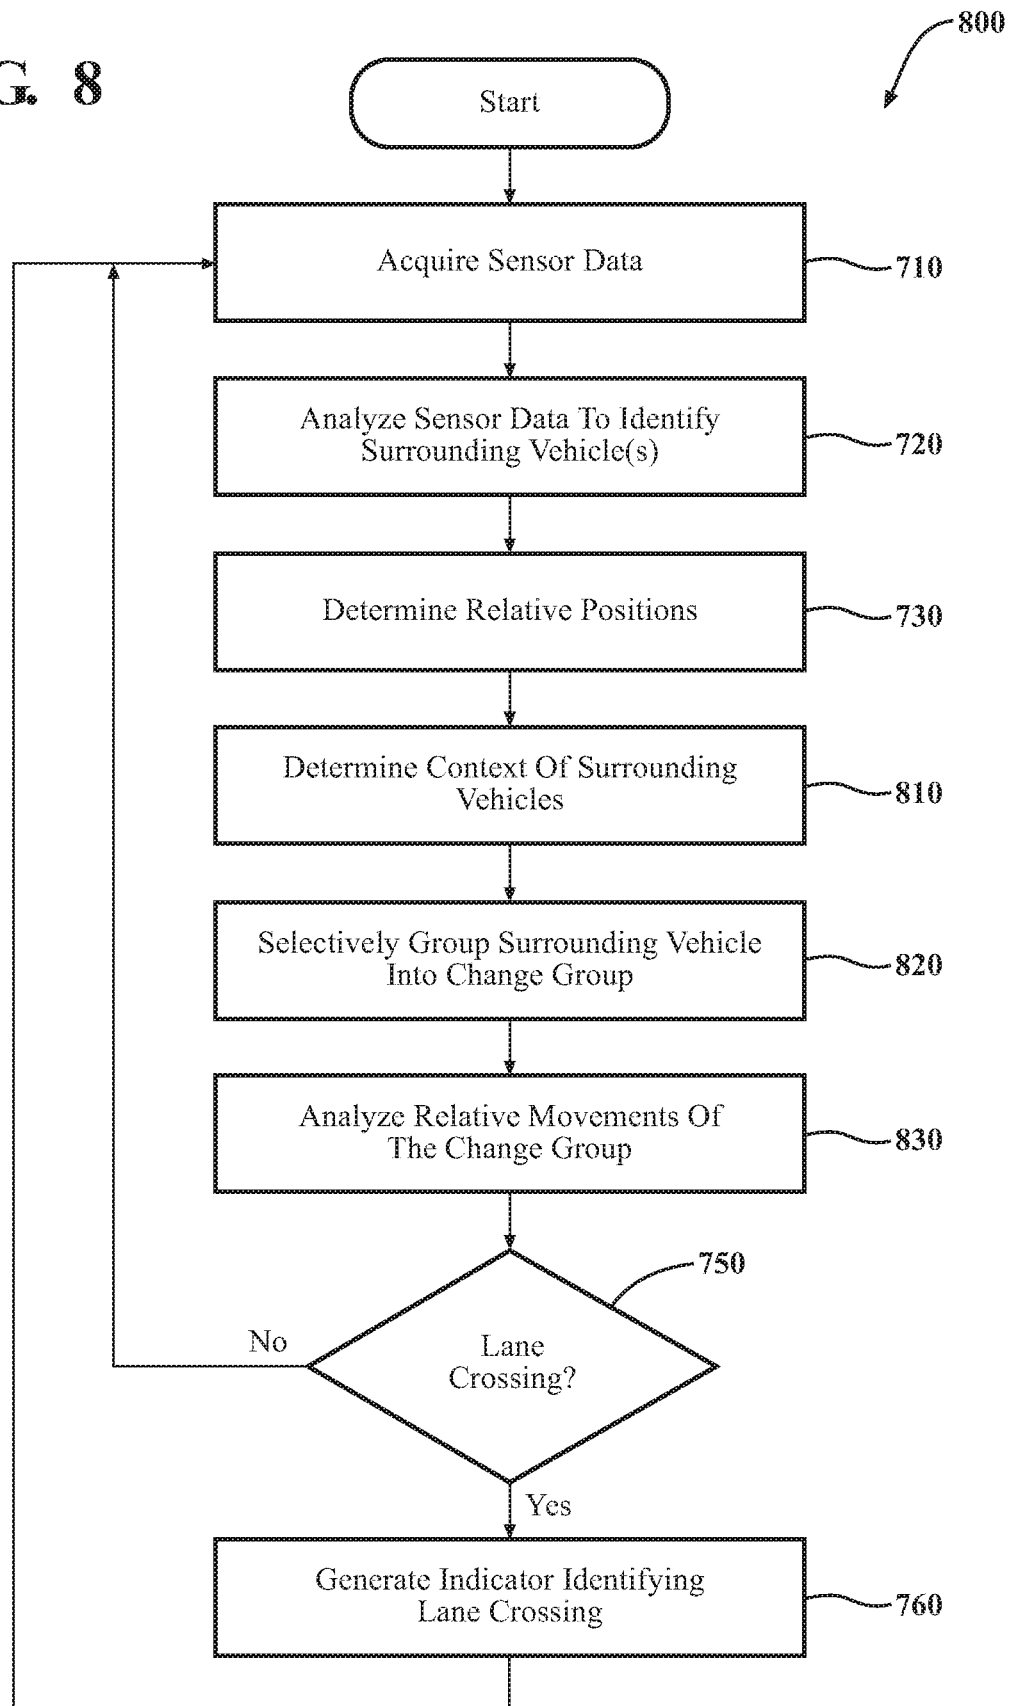 800
G. 8
Start
Acquire Sensor Data
710
Analyze Sensor Data To Identify
Surrounding Vehicle(s)
720
Determine Relative Positions
730
Determine Context Of Surrounding
Vehicles
810
Selectively Group Surrounding Vehicle
Into Change Group
820
Analyze Relative Movements Of
The Change Group
830
750
No
Lane
Crossing?
Yes
Generate Indicator Identifying
Lane Crossing
760